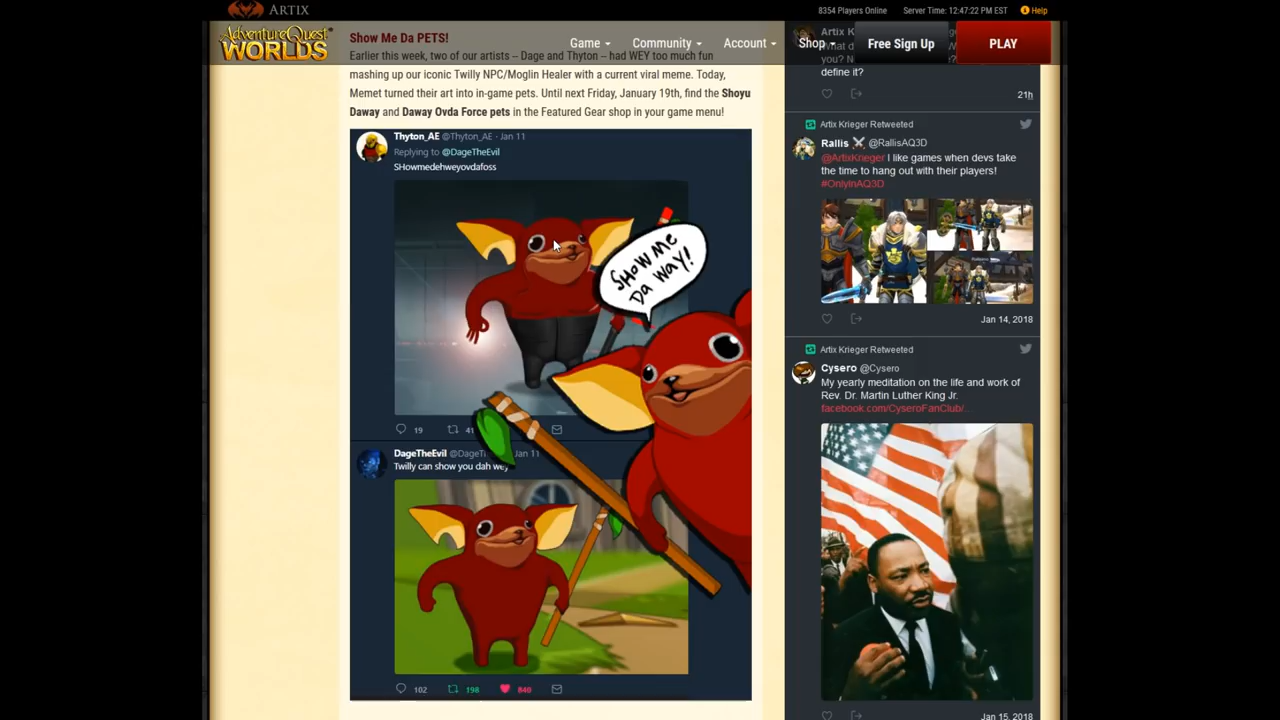 ARTIX
8354 Players Online
Server Time: 12:47:22 PM EST
Help
AdventureQuest
WORLDS
Game
Community
Account
Shop
Free Sign Up
PLAY
Show Me Da PETS!
Earlier this week, two of our artists -- Dage and Thyton -- had WEY too much fun
mashing up our iconic Twilly NPC/Moglin Healer with a current viral meme. Today,
Memet turned their art into in-game pets. Until next Friday, January 19th, find the Shoyu
Daway and Daway Ovda Force pets in the Featured Gear shop in your game menu!
Thyton_AE @Thyton_AE · Jan 11
Replying to @DageTheEvil
SHowmedehweyovdafoss
SHOW ME
DA WAY!
19
41
DageTheEvil @DageT
Jan 11
Twilly can show you dah wey
102
198
840
Artix K
define it?
21h
Artix Krieger Retweeted
Rallis @RallisAQ3D
@ArtixKrieger I like games when devs take
the time to hang out with their players!
#OnlyInAQ3D
Jan 14, 2018
Artix Krieger Retweeted
Cysero @Cysero
My yearly meditation on the life and work of
Rev. Dr. Martin Luther King Jr.
facebook.com/CyseroFanClub/...
Jan 15, 2018